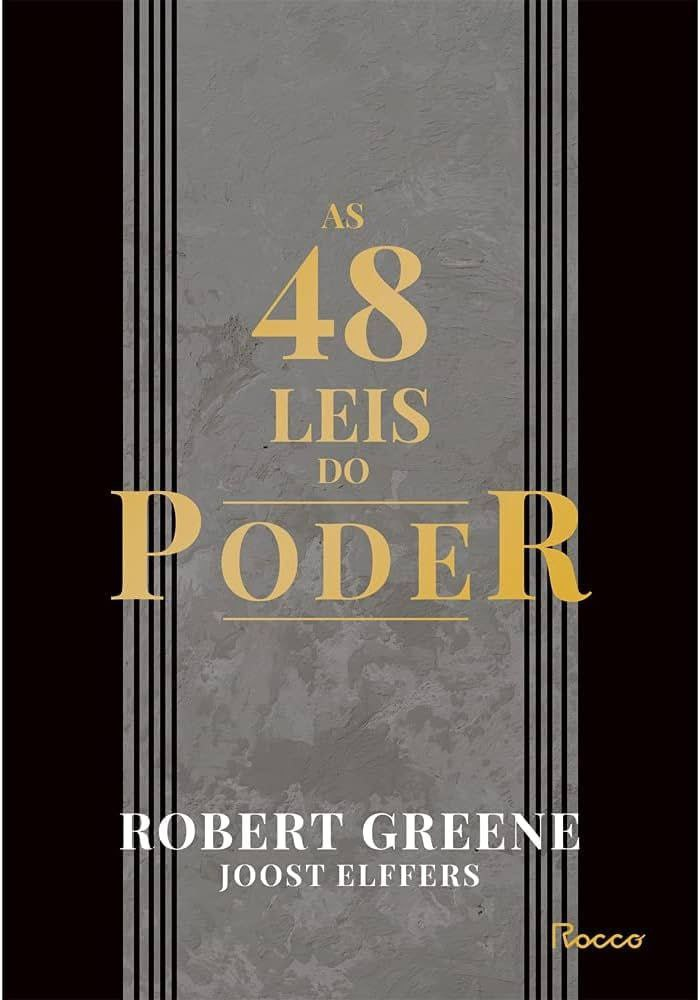 AS
48
LEIS
DO
PODER
ROBERT GREENE
JOOST ELFFERS
Rocco